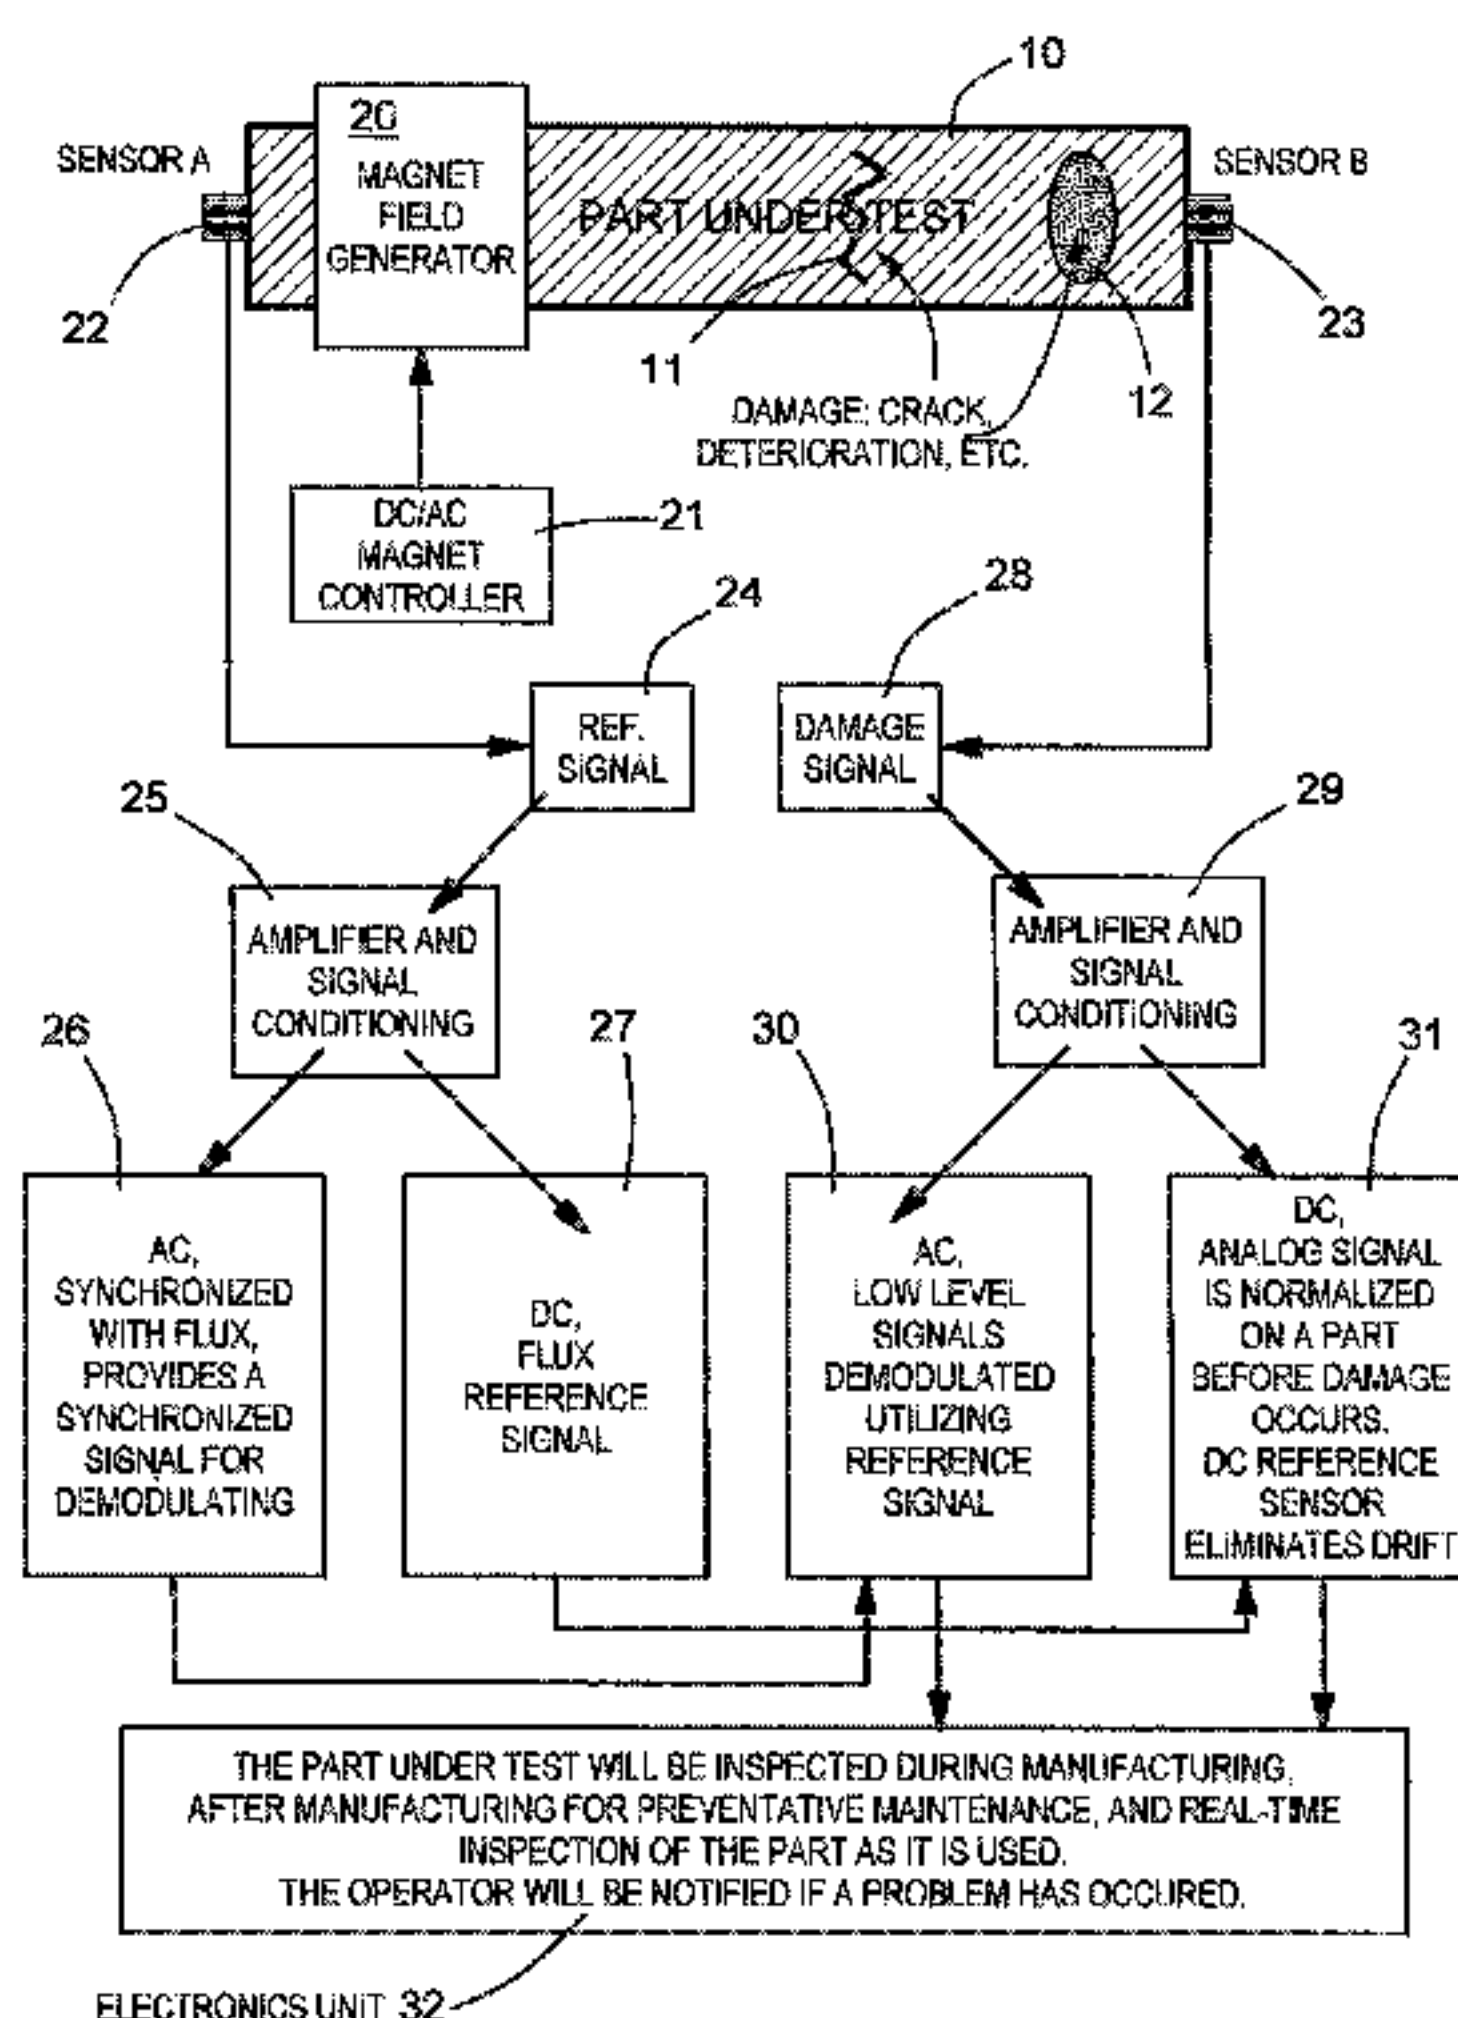 10
20
SENSOR A
SENSOR B
MAGNET
FIELD
GENERATOR
PART UNDER TEST
22
23
11
12
DAMAGE; CRACK,
DETERIORATION, ETC.
DC/AC
MAGNET
CONTROLLER
21
24
28
REF.
SIGNAL
DAMAGE
SIGNAL
25
29
AMPLIFIER AND
SIGNAL
CONDITIONING
AMPLIFIER AND
SIGNAL
CONDITIONING
26
27
30
31
AC,
SYNCHRONIZED
WITH FLUX,
PROVIDES A
SYNCHRONIZED
SIGNAL FOR
DEMODULATING
DC,
FLUX
REFERENCE
SIGNAL
AC,
LOW LEVEL
SIGNALS
DEMODULATED
UTILIZING
REFERENCE
SIGNAL
DC,
ANALOG SIGNAL
IS NORMALIZED
ON A PART
BEFORE DAMAGE
OCCURS.
DC REFERENCE
SENSOR
ELIMINATES DRIFT
THE PART UNDER TEST WILL BE INSPECTED DURING MANUFACTURING,
AFTER MANUFACTURING FOR PREVENTATIVE MAINTENANCE, AND REAL-TIME
INSPECTION OF THE PART AS IT IS USED.
THE OPERATOR WILL BE NOTIFIED IF A PROBLEM HAS OCCURED.
ELECTRONICS UNIT 32